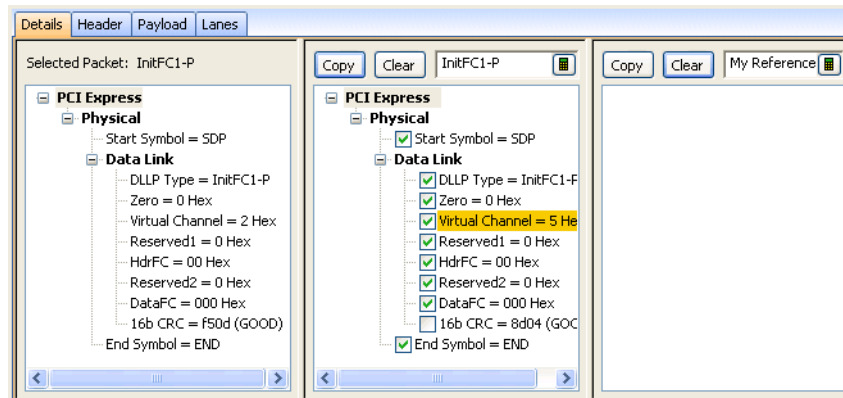 Details Header Payload Lanes
Selected Packet: InitFC1-P
PCI Express
Physical
Start Symbol = SDP
Data Link
DLLP Type = InitFC1-P
Zero = 0 Hex
Virtual Channel = 2 Hex
Reserved1 = 0 Hex
HdrFC = 00 Hex
Reserved2 = 0 Hex
DataFC = 000 Hex
16b CRC = f50d (GOOD)
End Symbol = END
Copy Clear InitFC1-P
PCI Express
Physical
Start Symbol = SDP
Data Link
DLLP Type = InitFC1-P
Zero = 0 Hex
Virtual Channel = 5 He
Reserved1 = 0 Hex
HdrFC = 00 Hex
Reserved2 = 0 Hex
DataFC = 000 Hex
16b CRC = 8d04 (GOO
End Symbol = END
Copy Clear My Reference